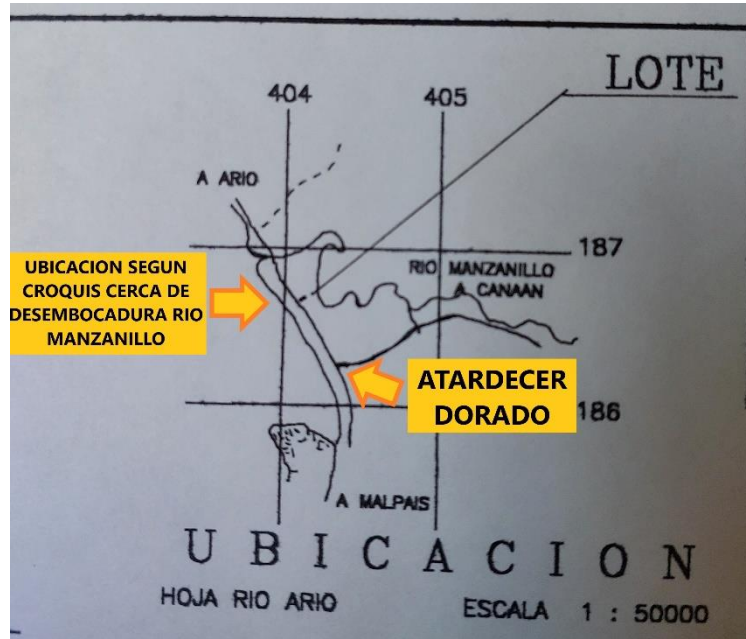 LOTE
404
405
A ARIO
187
UBICACION SEGUN
CROQUIS CERCA DE
DESEMBOCADURA RIO
MANZANILLO
RIO MANZANILLO
A CANAAN
ATARDECER
DORADO
186
A MALPAIS
UBICACION
HOJA RIO ARIO
ESCALA 1 : 50000